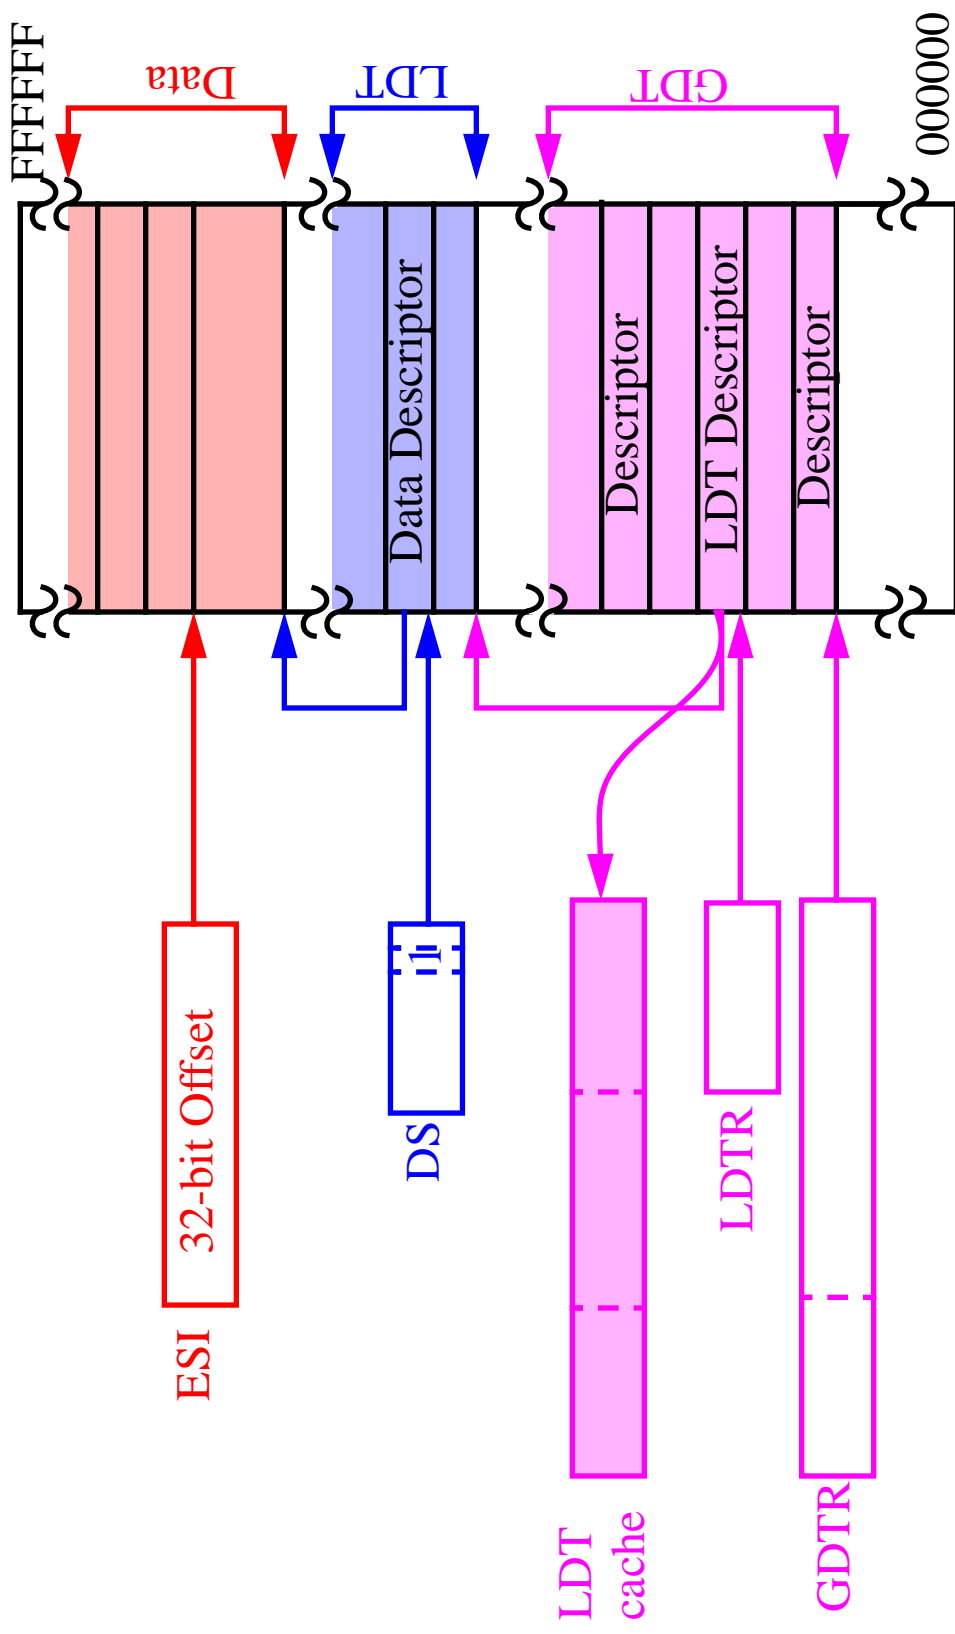 FFFFFF
Data
LDT
GDT
000000
Data Descriptor
Descriptor
LDT Descriptor
Descriptor
1
32-bit Offset
ESI
DS
LDT
cache
LDTR
GDTR